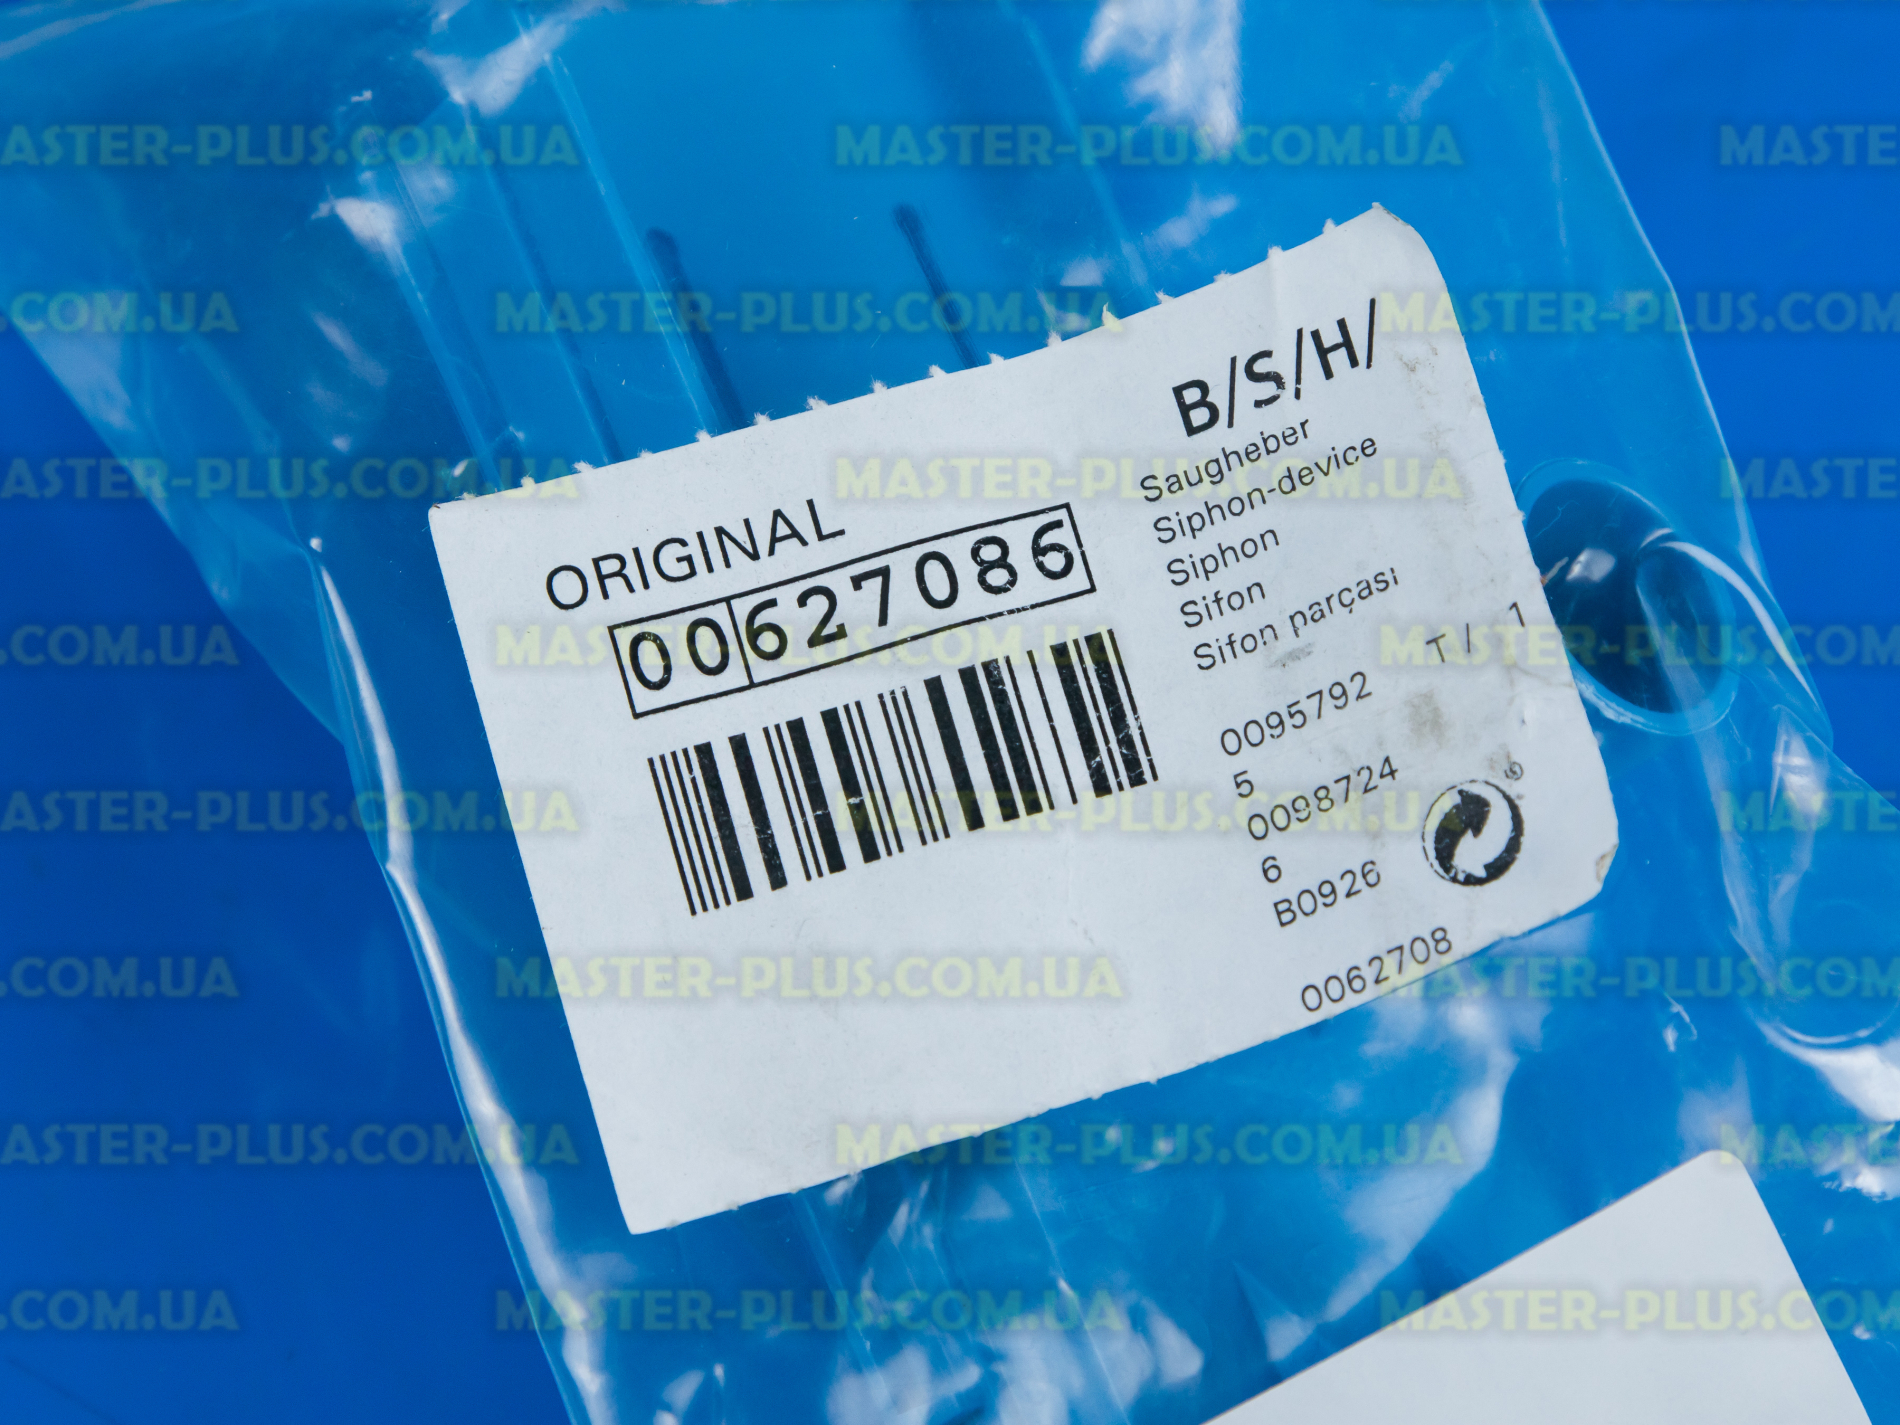 ORIGINAL
00627086
B/S/H/
Saugheber
Siphon-device
Siphon
Sifon
Sifon parçası
T / 1
0095792
5
0098724
6
B0926
0062708
MASTER-PLUS.COM.UA